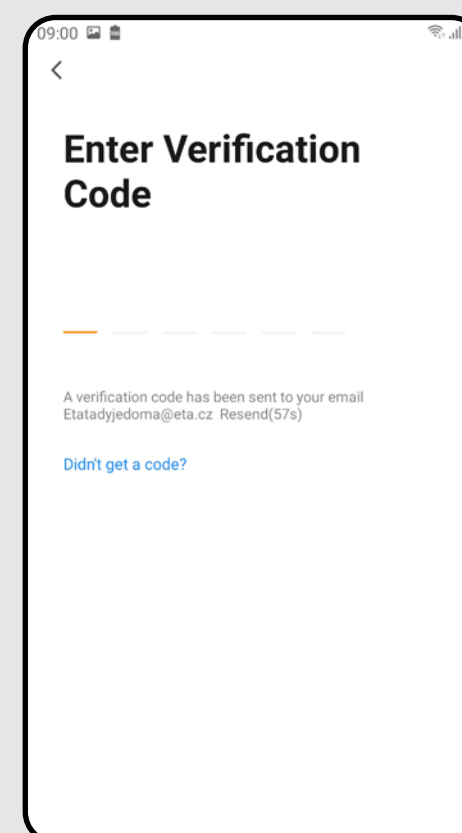 09:00
Enter Verification
Code
A verification code has been sent to your email
Etatadyjedoma@eta.cz Resend(57s)
Didn't get a code?